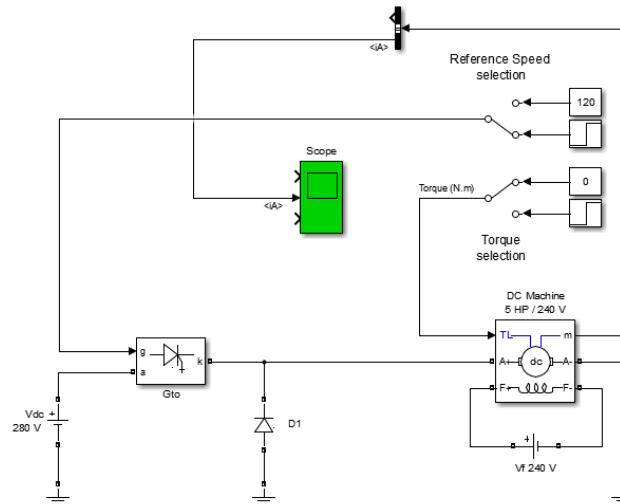 <iA>
Reference Speed
selection
120
Scope
<iA>
Torque (N.m)
0
Torque
selection
DC Machine
5 HP / 240 V
TL
m
A+
dc
A-
F+
F-
g
a
k
Gto
Vdc +
280 V
D1
+
Vf 240 V